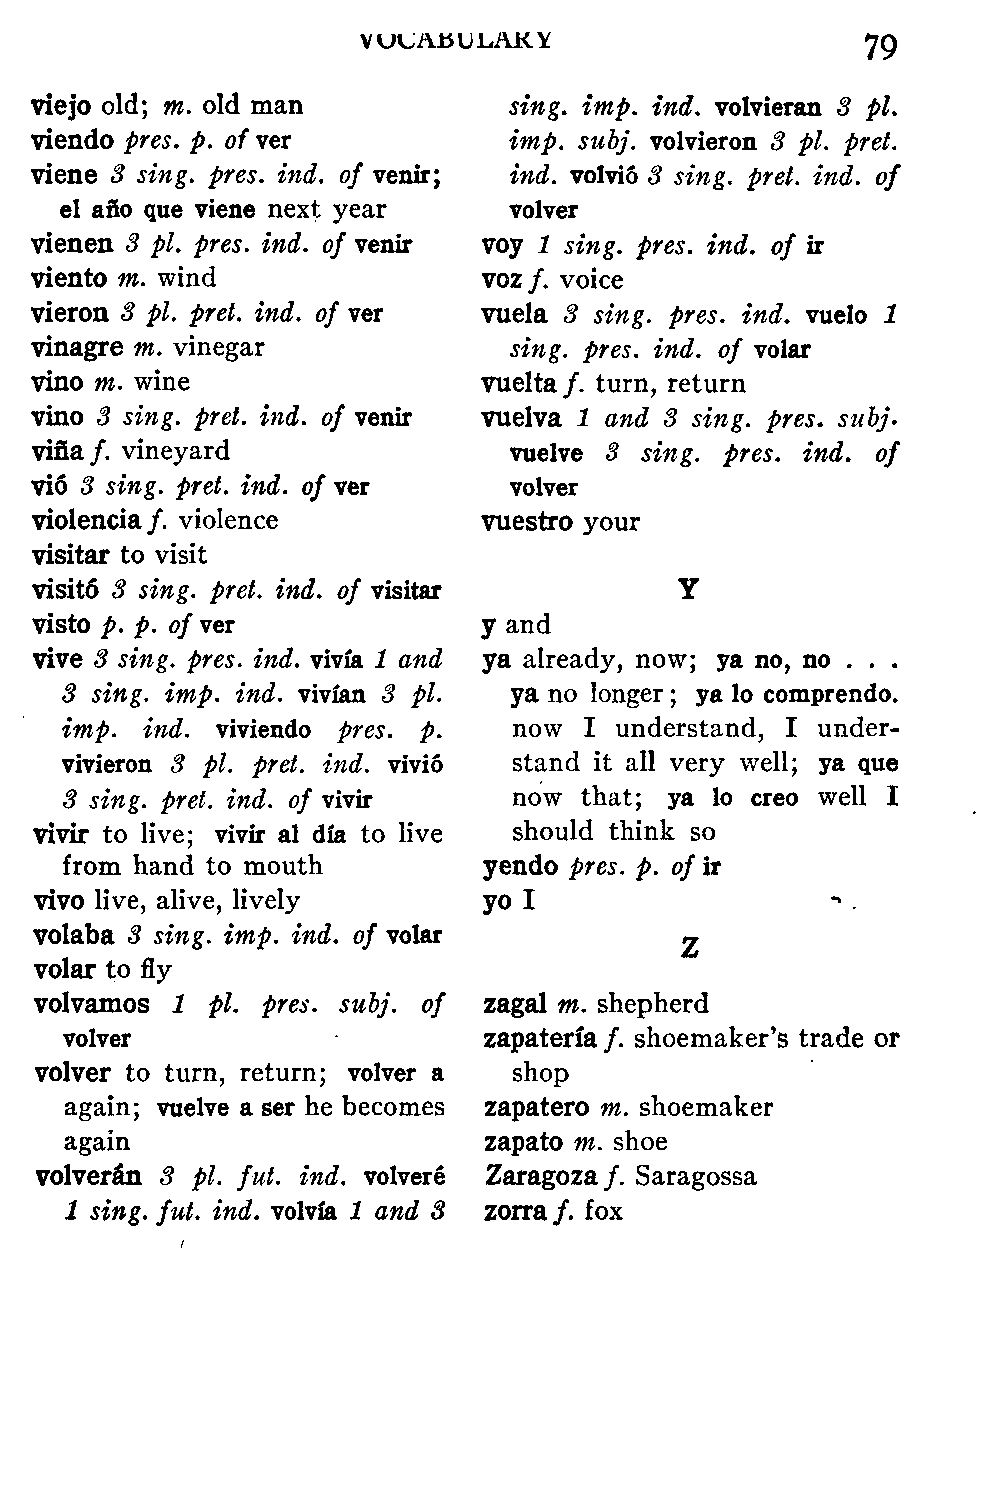 VOCABULARY 79
viejo old; m. old man
viendo pres. p. of ver
viene 3 sing. pres. ind. of venir;
el año que viene next year
vienen 3 pl. pres. ind. of venir
viento m. wind
vieron 3 pl. pret. ind. of ver
vinagre m. vinegar
vino m. wine
vino 3 sing. pret. ind. of venir
viña f. vineyard
vió 3 sing. pret. ind. of ver
violencia f. violence
visitar to visit
visitó 3 sing. pret. ind. of visitar
visto p. p. of ver
vive 3 sing. pres. ind. vivía 1 and
3 sing. imp. ind. vivían 3 pl.
imp. ind. viviendo pres. p.
vivieron 3 pl. pret. ind. vivió
3 sing. pret. ind. of vivir
vivir to live; vivir al día to live
from hand to mouth
vivo live, alive, lively
volaba 3 sing. imp. ind. of volar
volar to fly
volvamos 1 pl. pres. subj. of
volver
volver to turn, return; volver a
again; vuelve a ser he becomes
again
volverán 3 pl. fut. ind. volveré
1 sing. fut. ind. volvía 1 and 3
sing. imp. ind. volvieran 3 pl.
imp. subj. volvieron 3 pl. pret.
ind. volvió 3 sing. pret. ind. of
volver
voy 1 sing. pres. ind. of ir
voz f. voice
vuela 3 sing. pres. ind. vuelo 1
sing. pres. ind. of volar
vuelta f. turn, return
vuelva 1 and 3 sing. pres. subj.
vuelve 3 sing. pres. ind. of
volver
vuestro your
Y
y and
ya already, now; ya no, no . . .
ya no longer; ya lo comprendo.
now I understand, I under-
stand it all very well; ya que
now that; ya lo creo well I
should think so
yendo pres. p. of ir
yo I
Z
zagal m. shepherd
zapatería f. shoemaker's trade or
shop
zapatero m. shoemaker
zapato m. shoe
Zaragoza f. Saragossa
zorra f. fox